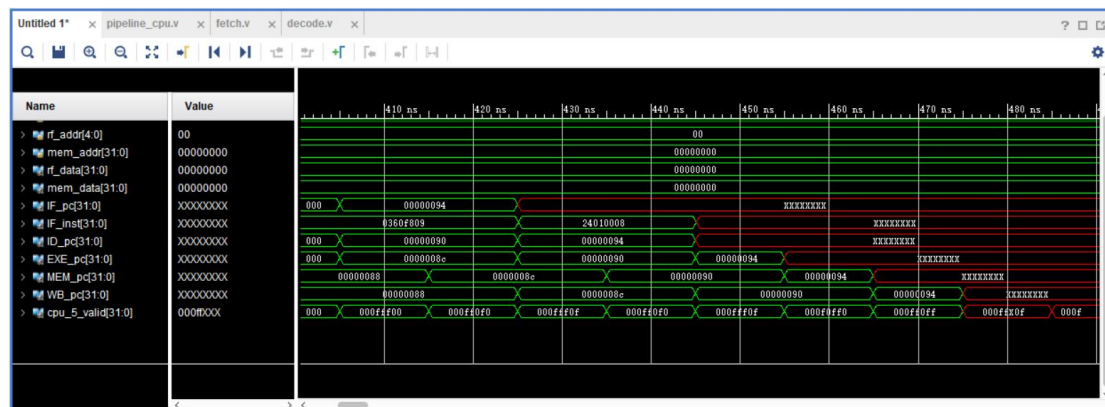 Untitled 1* × pipeline_cpu.v × fetch.v × decode.v ×
Name Value
410 ns 420 ns 430 ns 440 ns 450 ns 460 ns 470 ns 480 ns
rf_addr[4:0] 00 00
mem_addr[31:0] 00000000 00000000
rf_data[31:0] 00000000 00000000
mem_data[31:0] 00000000 00000000
IF_pc[31:0] XXXXXXXX 000 00000094 XXXXXXXX
IF_inst[31:0] XXXXXXXX 0360f809 24010008 XXXXXXXX
ID_pc[31:0] XXXXXXXX 000 00000090 00000094 XXXXXXXX
EXE_pc[31:0] XXXXXXXX 000 0000008c 00000090 00000094 XXXXXXXX
MEM_pc[31:0] XXXXXXXX 00000088 0000008c 00000090 00000094 XXXXXXXX
WB_pc[31:0] XXXXXXXX 00000088 0000008c 00000090 00000094 XXXXXXXX
cpu_5_valid[31:0] 000ffXXX 000 000fff00 000ff0f0 000fff0f 000ff0f0 000fff0f 000f0ff0 000ff0ff 000ffX0f 000f